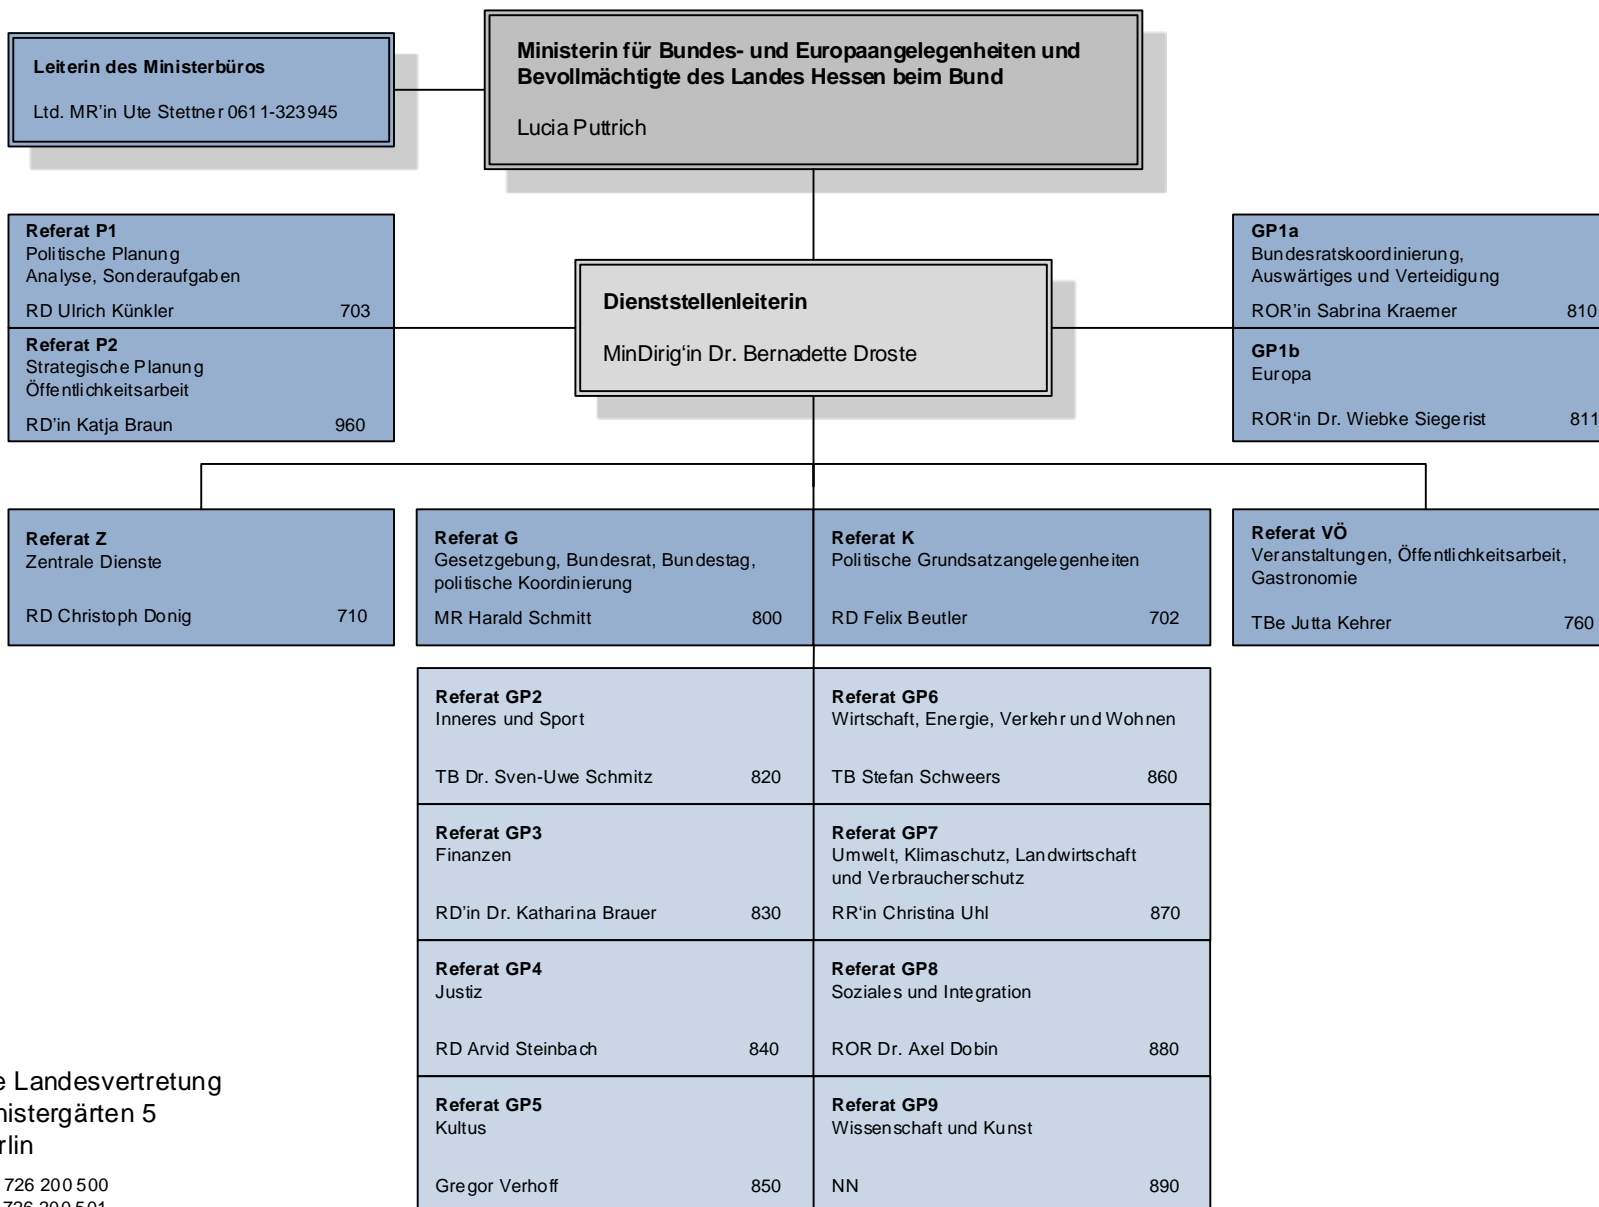 Leiterin des Ministerbüros
Ltd. MR’in Ute Stettner 0611-323945
Ministerin für Bundes- und Europaangelegenheiten und
Bevollmächtigte des Landes Hessen beim Bund
Lucia Puttrich
Referat P1
Politische Planung
Analyse, Sonderaufgaben
RD Ulrich Künkler 703
Referat P2
Strategische Planung
Öffentlichkeitsarbeit
RD’in Katja Braun 960
Dienststellenleiterin
MinDirig‘in Dr. Bernadette Droste
GP1a
Bundesratskoordinierung,
Auswärtiges und Verteidigung
ROR’in Sabrina Kraemer 810
GP1b
Europa
ROR‘in Dr. Wiebke Siegerist 811
Referat Z
Zentrale Dienste
RD Christoph Donig 710
Referat G
Gesetzgebung, Bundesrat, Bundestag,
politische Koordinierung
MR Harald Schmitt 800
Referat K
Politische Grundsatzangelegenheiten
RD Felix Beutler 702
Referat VÖ
Veranstaltungen, Öffentlichkeitsarbeit,
Gastronomie
TBe Jutta Kehrer 760
Referat GP2
Inneres und Sport
TB Dr. Sven-Uwe Schmitz 820
Referat GP6
Wirtschaft, Energie, Verkehr und Wohnen
TB Stefan Schweers 860
Referat GP3
Finanzen
RD’in Dr. Katharina Brauer 830
Referat GP7
Umwelt, Klimaschutz, Landwirtschaft
und Verbraucherschutz
RR‘in Christina Uhl 870
Referat GP4
Justiz
RD Arvid Steinbach 840
Referat GP8
Soziales und Integration
ROR Dr. Axel Dobin 880
Referat GP5
Kultus
Gregor Verhoff 850
Referat GP9
Wissenschaft und Kunst
NN 890
e Landesvertretung
nistergärten 5
rlin
726 200 500
726 200 501